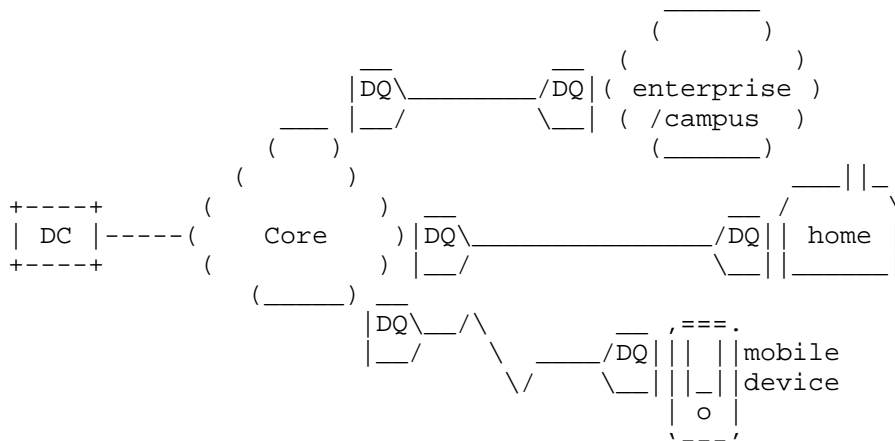 DQ DQ
enterprise
/campus
DC Core DQ DQ home
DQ
DQ mobile
device